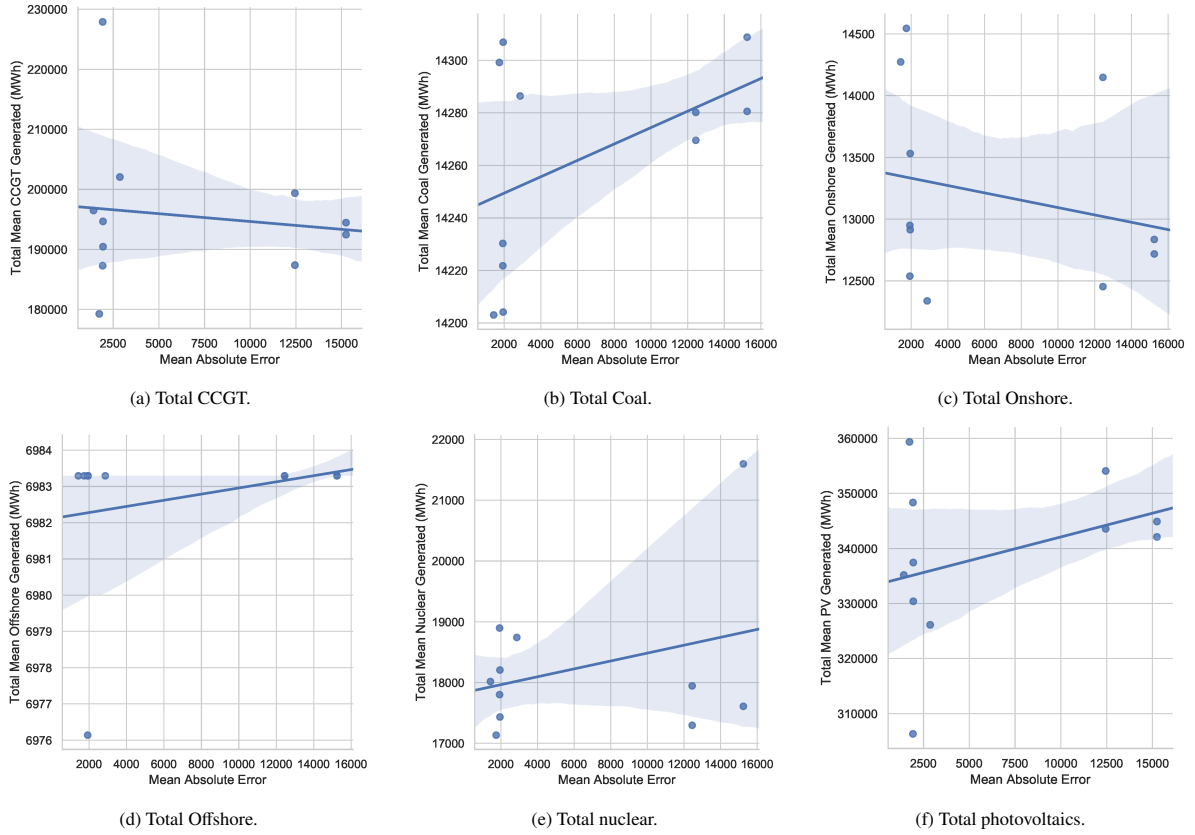 Total Mean CCGT Generated (MWh)
230000
220000
210000
200000
190000
180000
2500 5000 7500 10000 12500 15000
Mean Absolute Error
(a) Total CCGT.
Total Mean Coal Generated (MWh)
14300
14280
14260
14240
14220
14200
2000 4000 6000 8000 10000 12000 14000 16000
Mean Absolute Error
(b) Total Coal.
Total Mean Onshore Generated (MWh)
14500
14000
13500
13000
12500
2000 4000 6000 8000 10000 12000 14000 16000
Mean Absolute Error
(c) Total Onshore.
Total Mean Offshore Generated (MWh)
6984
6983
6982
6981
6980
6979
6978
6977
6976
2000 4000 6000 8000 10000 12000 14000 16000
Mean Absolute Error
(d) Total Offshore.
Total Mean Nuclear Generated (MWh)
22000
21000
20000
19000
18000
17000
2000 4000 6000 8000 10000 12000 14000 16000
Mean Absolute Error
(e) Total nuclear.
Total Mean PV Generated (MWh)
360000
350000
340000
330000
320000
310000
2500 5000 7500 10000 12500 15000
Mean Absolute Error
(f) Total photovoltaics.